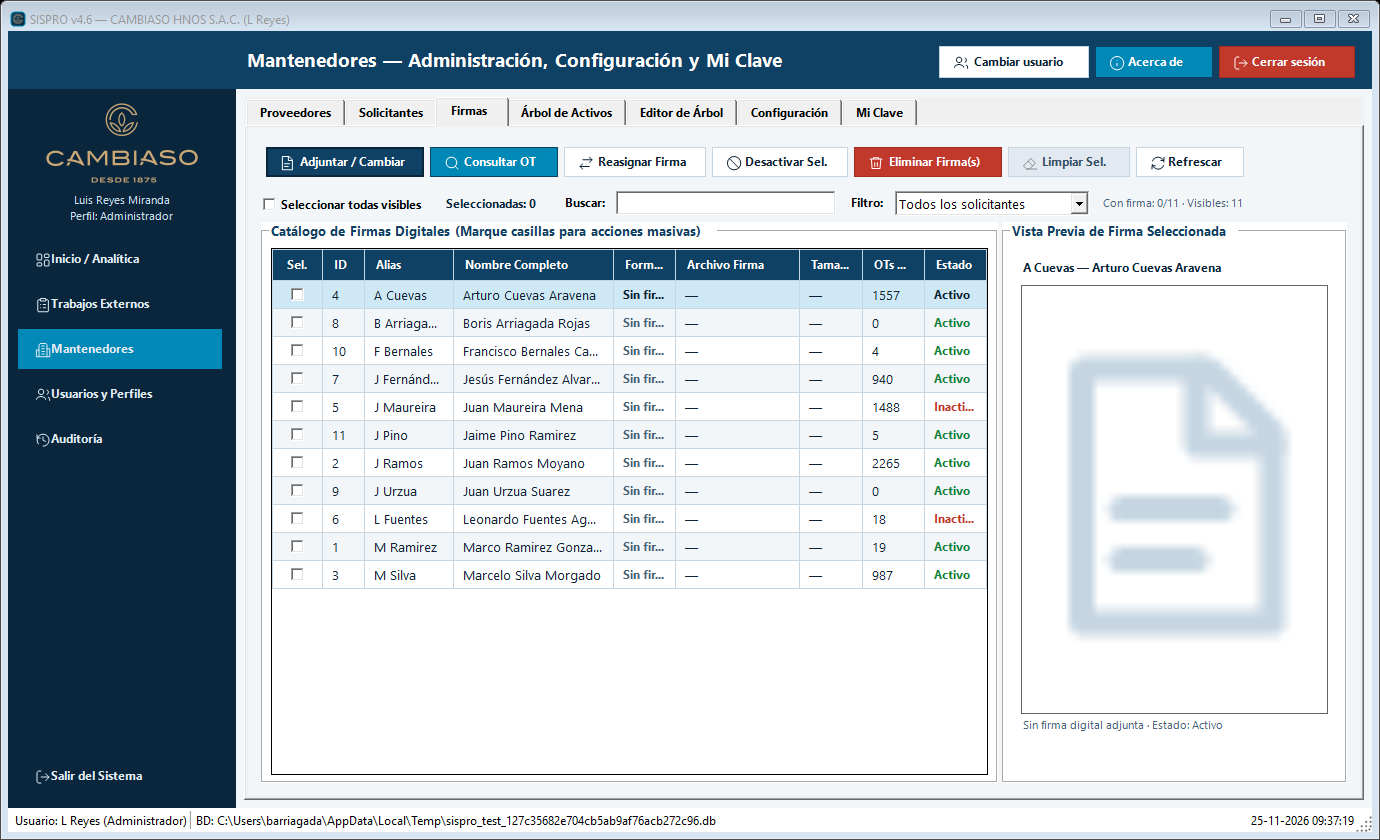 SISPRO v4.6 — CAMBIASO HNOS S.A.C. (L Reyes)
Mantenedores — Administración, Configuración y Mi Clave
Cambiar usuario
Acerca de
Cerrar sesión
CAMBIASO
DESDE 1875
Luis Reyes Miranda
Perfil: Administrador
Inicio / Analítica
Trabajos Externos
Mantenedores
Usuarios y Perfiles
Auditoría
Salir del Sistema
Proveedores Solicitantes Firmas Árbol de Activos Editor de Árbol Configuración Mi Clave
Adjuntar / Cambiar Consultar OT Reasignar Firma Desactivar Sel. Eliminar Firma(s) Limpiar Sel. Refrescar
Seleccionar todas visibles Seleccionadas: 0 Buscar: Filtro: Todos los solicitantes Con firma: 0/11 · Visibles: 11
Catálogo de Firmas Digitales (Marque casillas para acciones masivas)
Sel. ID Alias Nombre Completo Form... Archivo Firma Tama... OTs ... Estado
4 A Cuevas Arturo Cuevas Aravena Sin fir... — — 1557 Activo
8 B Arriaga... Boris Arriagada Rojas Sin fir... — — 0 Activo
10 F Bernales Francisco Bernales Ca... Sin fir... — — 4 Activo
7 J Fernánd... Jesús Fernández Alvar... Sin fir... — — 940 Activo
5 J Maureira Juan Maureira Mena Sin fir... — — 1488 Inacti...
11 J Pino Jaime Pino Ramirez Sin fir... — — 5 Activo
2 J Ramos Juan Ramos Moyano Sin fir... — — 2265 Activo
9 J Urzua Juan Urzua Suarez Sin fir... — — 0 Activo
6 L Fuentes Leonardo Fuentes Ag... Sin fir... — — 18 Inacti...
1 M Ramirez Marco Ramirez Gonza... Sin fir... — — 19 Activo
3 M Silva Marcelo Silva Morgado Sin fir... — — 987 Activo
Vista Previa de Firma Seleccionada
A Cuevas — Arturo Cuevas Aravena
Sin firma digital adjunta · Estado: Activo
Usuario: L Reyes (Administrador) BD: C:\Users\barriagada\AppData\Local\Temp\sispro_test_127c35682e704cb5ab9af76acb272c96.db 25-11-2026 09:37:19